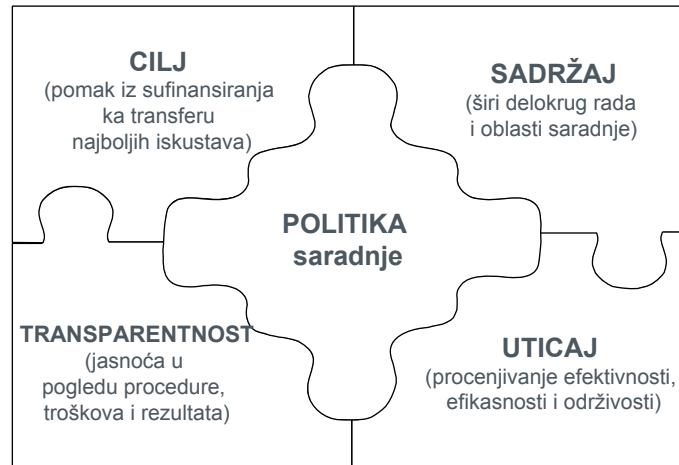 CILJ
(pomak iz sufinansiranja
ka transferu
najboljih iskustava)
SADRŽAJ
(širi delokrug rada
i oblasti saradnje)
POLITIKA
saradnje
TRANSPARENTNOST
(jasnoća u
pogledu procedure,
troškova i rezultata)
UTICAJ
(procenjivanje efektivnosti,
efikasnosti i održivosti)